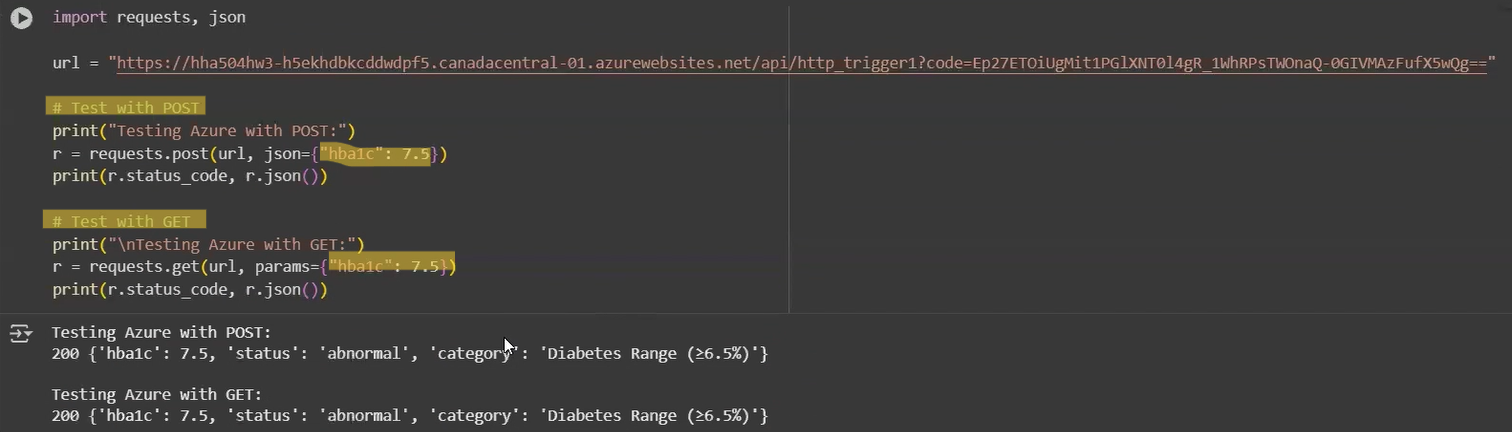 import requests, json
url = "https://hha504hw3-h5ekhdbkcddwdpf5.canadacentral-01.azurewebsites.net/api/http_trigger1?code=Ep27ETOiUgMit1PGlXNT0l4gR_1WhRPsTWOnaQ-0GIVMAzFufX5wQg=="
# Test with POST
print("Testing Azure with POST:")
r = requests.post(url, json={"hba1c": 7.5})
print(r.status_code, r.json())
# Test with GET
print("\nTesting Azure with GET:")
r = requests.get(url, params={"hba1c": 7.5})
print(r.status_code, r.json())
Testing Azure with POST:
200 {'hba1c': 7.5, 'status': 'abnormal', 'category': 'Diabetes Range (≥6.5%)'}
Testing Azure with GET:
200 {'hba1c': 7.5, 'status': 'abnormal', 'category': 'Diabetes Range (≥6.5%)'}